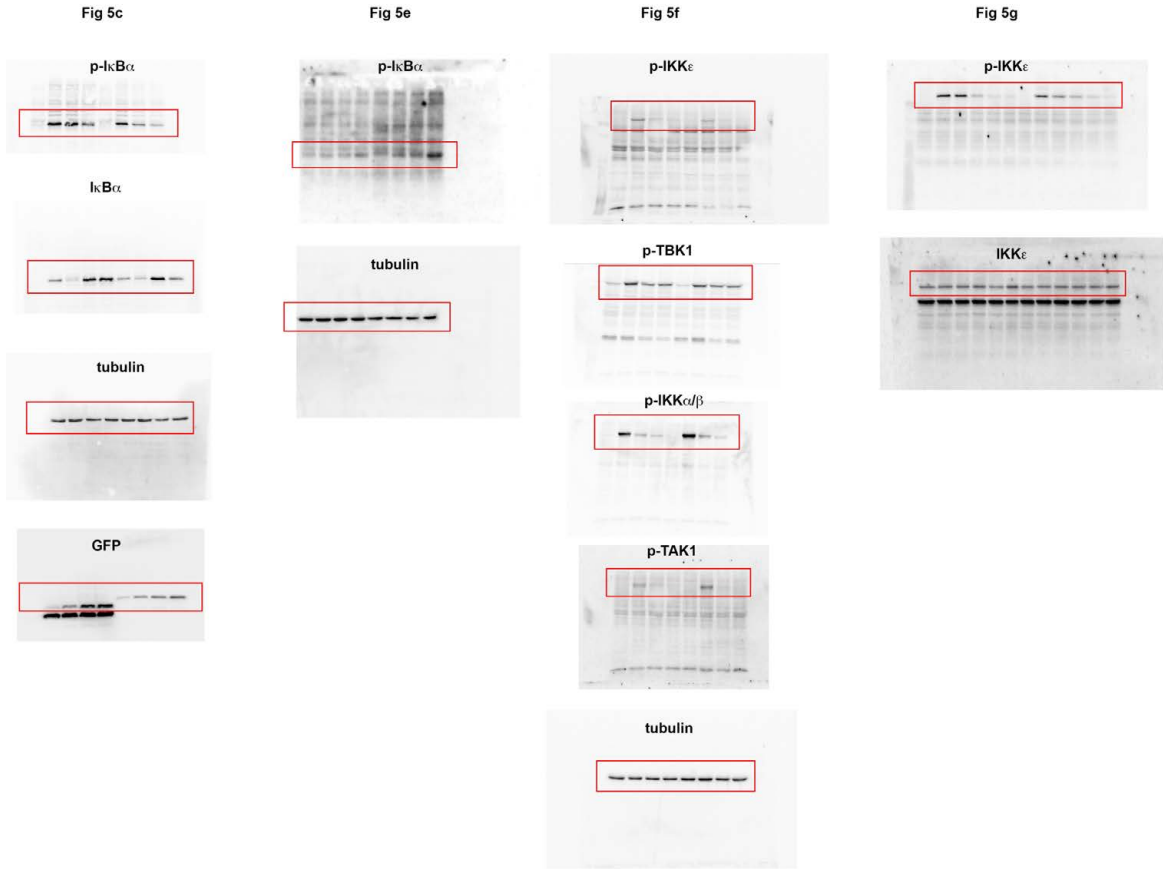 Fig 5c
Fig 5e
Fig 5f
Fig 5g
p-IκBα
IκBα
tubulin
GFP
p-IκBα
tubulin
p-IKKε
p-TBK1
p-IKKα/β
p-TAK1
tubulin
p-IKKε
IKKε